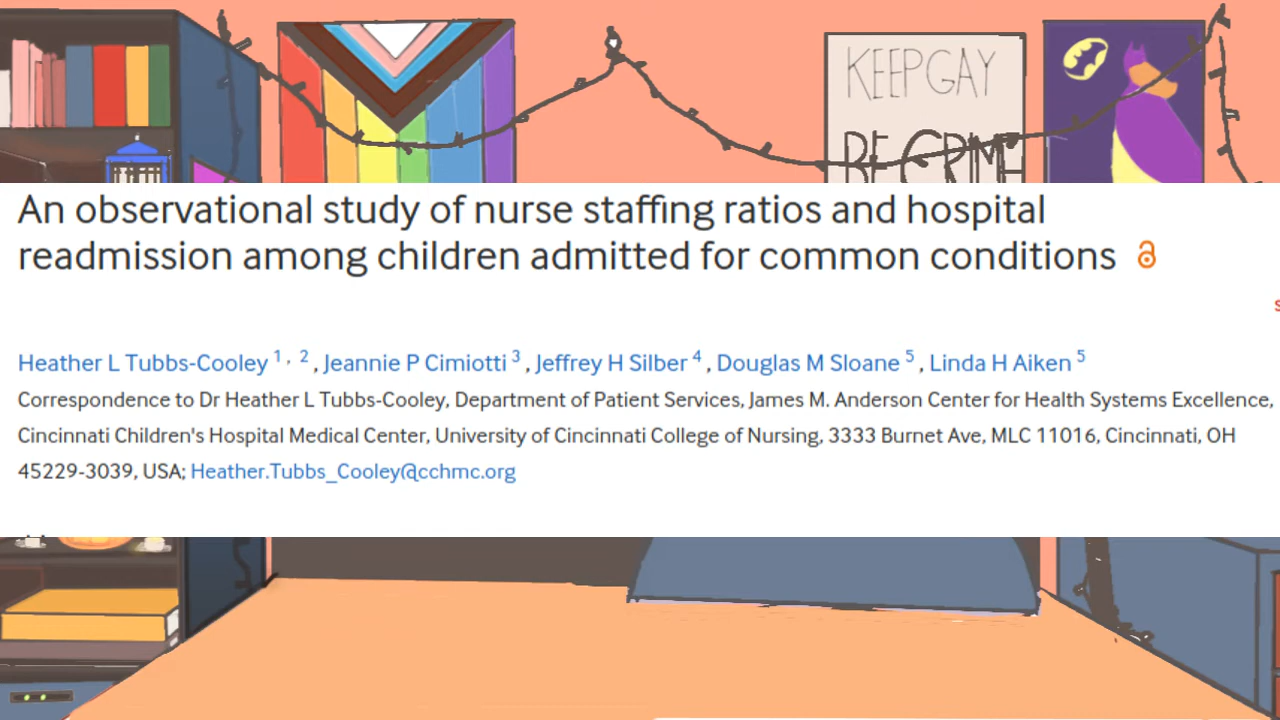 KEEP GAY
BE CRIME
An observational study of nurse staffing ratios and hospital
readmission among children admitted for common conditions
Heather L Tubbs-Cooley 1, 2, Jeannie P Cimiotti 3, Jeffrey H Silber 4, Douglas M Sloane 5, Linda H Aiken 5
Correspondence to Dr Heather L Tubbs-Cooley, Department of Patient Services, James M. Anderson Center for Health Systems Excellence,
Cincinnati Children's Hospital Medical Center, University of Cincinnati College of Nursing, 3333 Burnet Ave, MLC 11016, Cincinnati, OH
45229-3039, USA; Heather.Tubbs_Cooley@cchmc.org